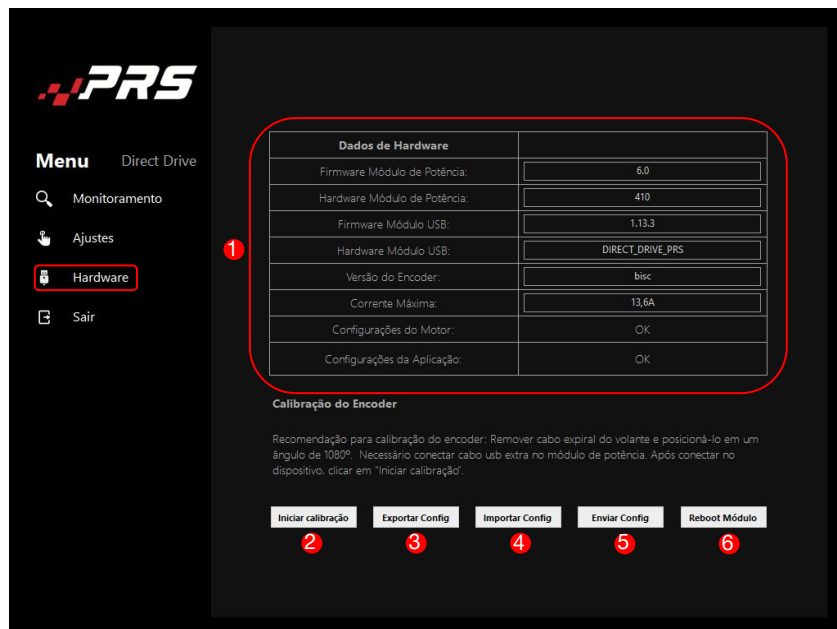 PRS
Menu Direct Drive
Monitoramento
Ajustes
Hardware
Sair
1
Dados de Hardware
Firmware Módulo de Potência: 6.0
Hardware Módulo de Potência: 410
Firmware Módulo USB: 1.13.3
Hardware Módulo USB: DIRECT_DRIVE_PRS
Versão do Encoder: bisc
Corrente Máxima: 13,6A
Configurações do Motor: OK
Configurações da Aplicação: OK
Calibração do Encoder
Recomendação para calibração do encoder: Remover cabo expiral do volante e posicioná-lo em um
ângulo de 1080º. Necessário conectar cabo usb extra no módulo de potência. Após conectar no
dispositivo, clicar em "Iniciar calibração".
Iniciar calibração Exportar Config Importar Config Enviar Config Reboot Módulo
2 3 4 5 6